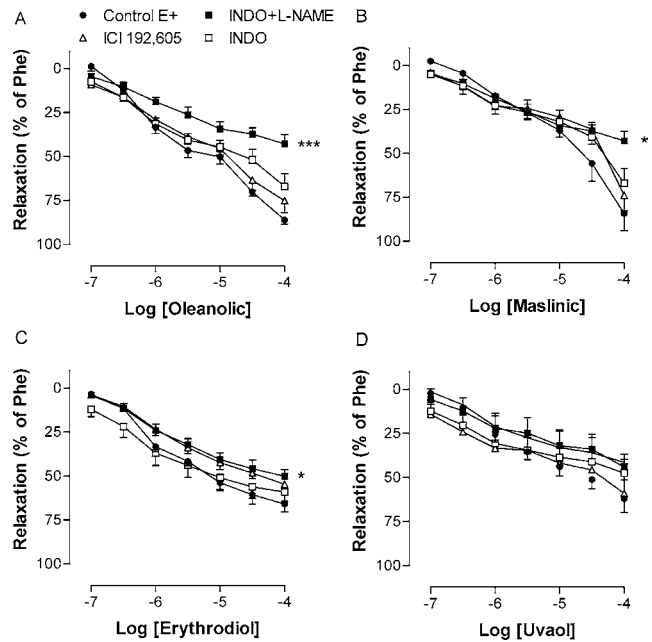 A
● Control E+ ■ INDO+L-NAME
△ ICI 192,605 □ INDO
B
0
25
50
75
100
Relaxation (% of Phe)
***
-7 -6 -5 -4
Log [Oleanolic]
0
25
50
75
100
Relaxation (% of Phe)
*
-7 -6 -5 -4
Log [Maslinic]
C
0
25
50
75
100
Relaxation (% of Phe)
*
-7 -6 -5 -4
Log [Erythrodiol]
D
0
25
50
75
100
Relaxation (% of Phe)
-7 -6 -5 -4
Log [Uvaol]